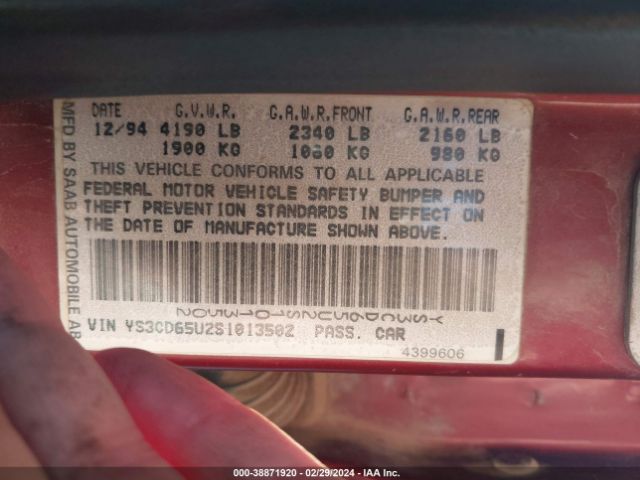 DATE G.V.W.R. G.A.W.R.FRONT G.A.W.R.REAR
12/94 4190 LB 2340 LB 2160 LB
1900 KG 1060 KG 980 KG
THIS VEHICLE CONFORMS TO ALL APPLICABLE
FEDERAL MOTOR VEHICLE SAFETY BUMPER AND
THEFT PREVENTION STANDARDS IN EFFECT ON
THE DATE OF MANUFACTURE SHOWN ABOVE.
YS3CD65U2S1013502
VIN YS3CD65U2S1013502 PASS. CAR
4399606
MFD BY SAAB AUTOMOBILE AB
000-38871920 - 02/29/2024 - IAA Inc.